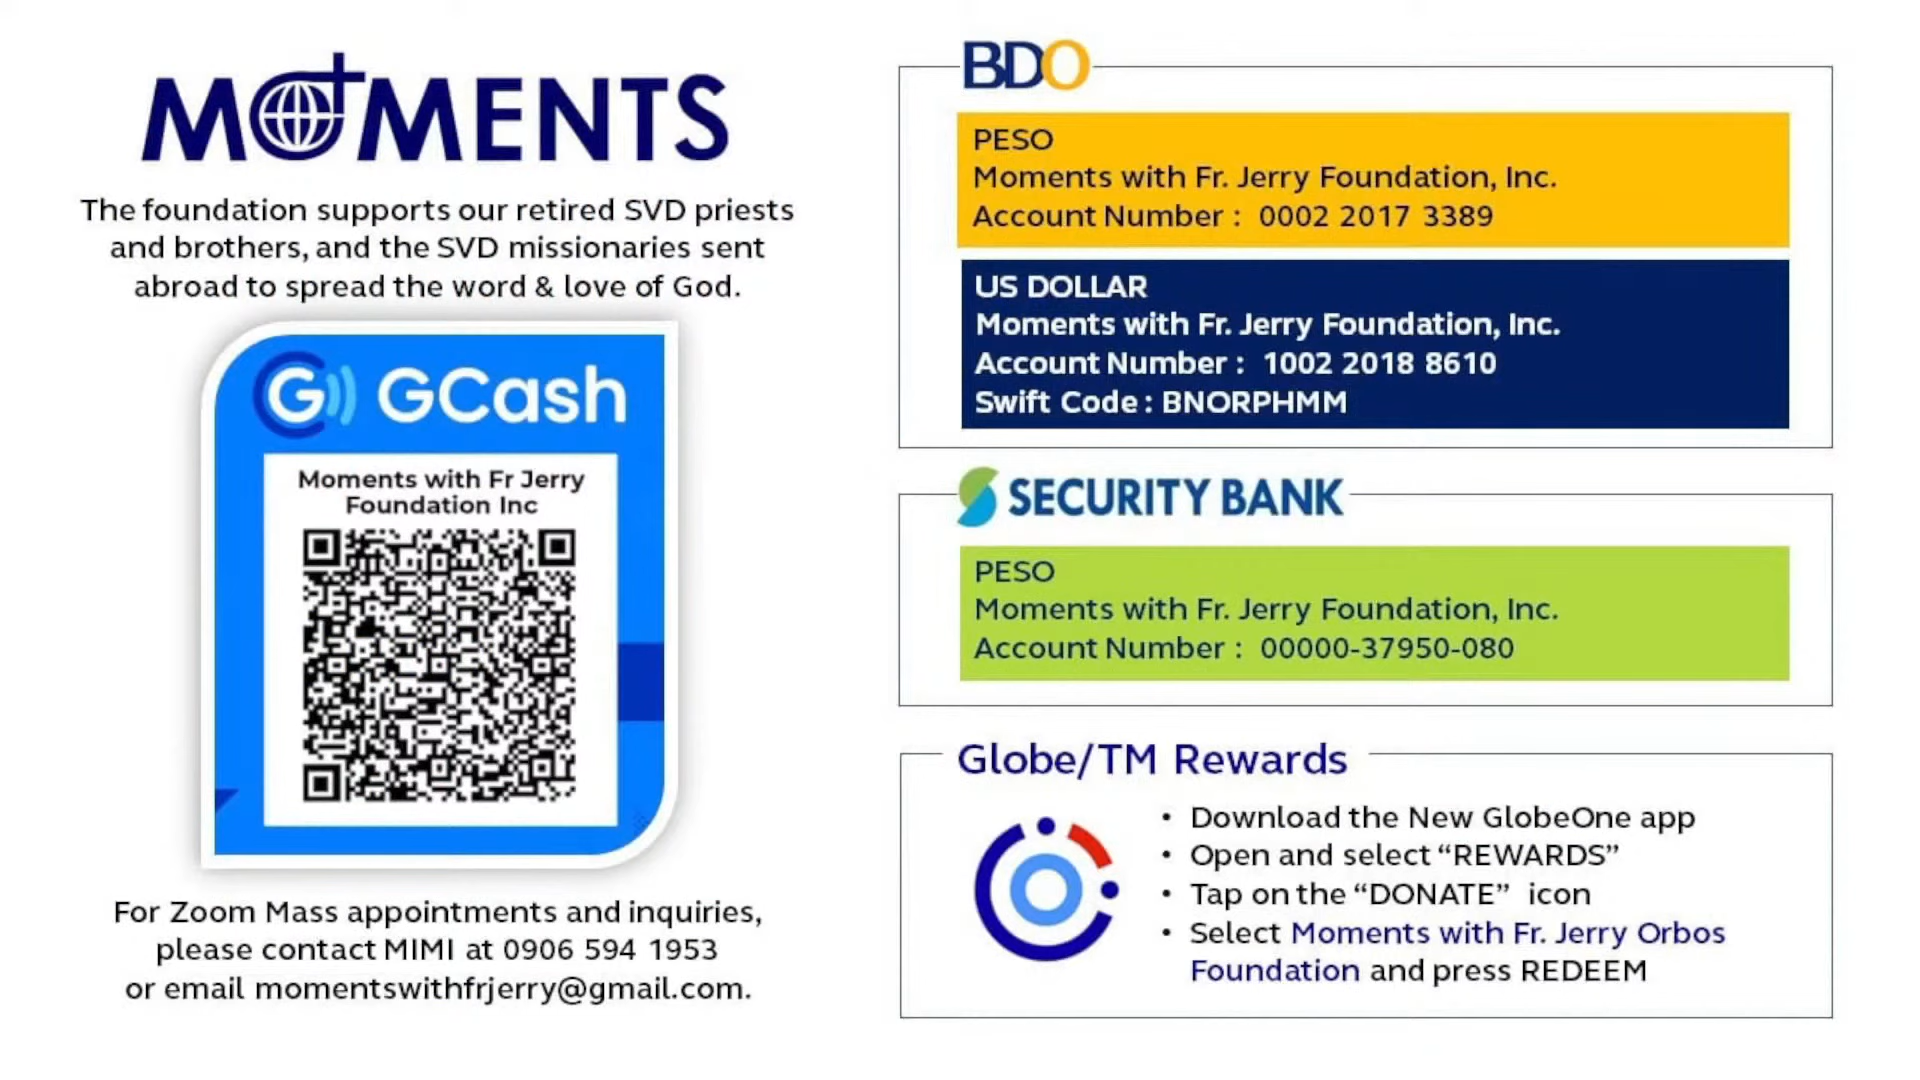 MOMENTS
The foundation supports our retired SVD priests
and brothers, and the SVD missionaries sent
abroad to spread the word & love of God.
G GCash
Moments with Fr Jerry
Foundation Inc
For Zoom Mass appointments and inquiries,
please contact MIMI at 0906 594 1953
or email momentswithfrjerry@gmail.com.
BDO
PESO
Moments with Fr. Jerry Foundation, Inc.
Account Number : 0002 2017 3389
US DOLLAR
Moments with Fr. Jerry Foundation, Inc.
Account Number : 1002 2018 8610
Swift Code : BNORPHMM
SECURITY BANK
PESO
Moments with Fr. Jerry Foundation, Inc.
Account Number : 00000-37950-080
Globe/TM Rewards
• Download the New GlobeOne app
• Open and select “REWARDS”
• Tap on the “DONATE” icon
• Select Moments with Fr. Jerry Orbos
Foundation and press REDEEM